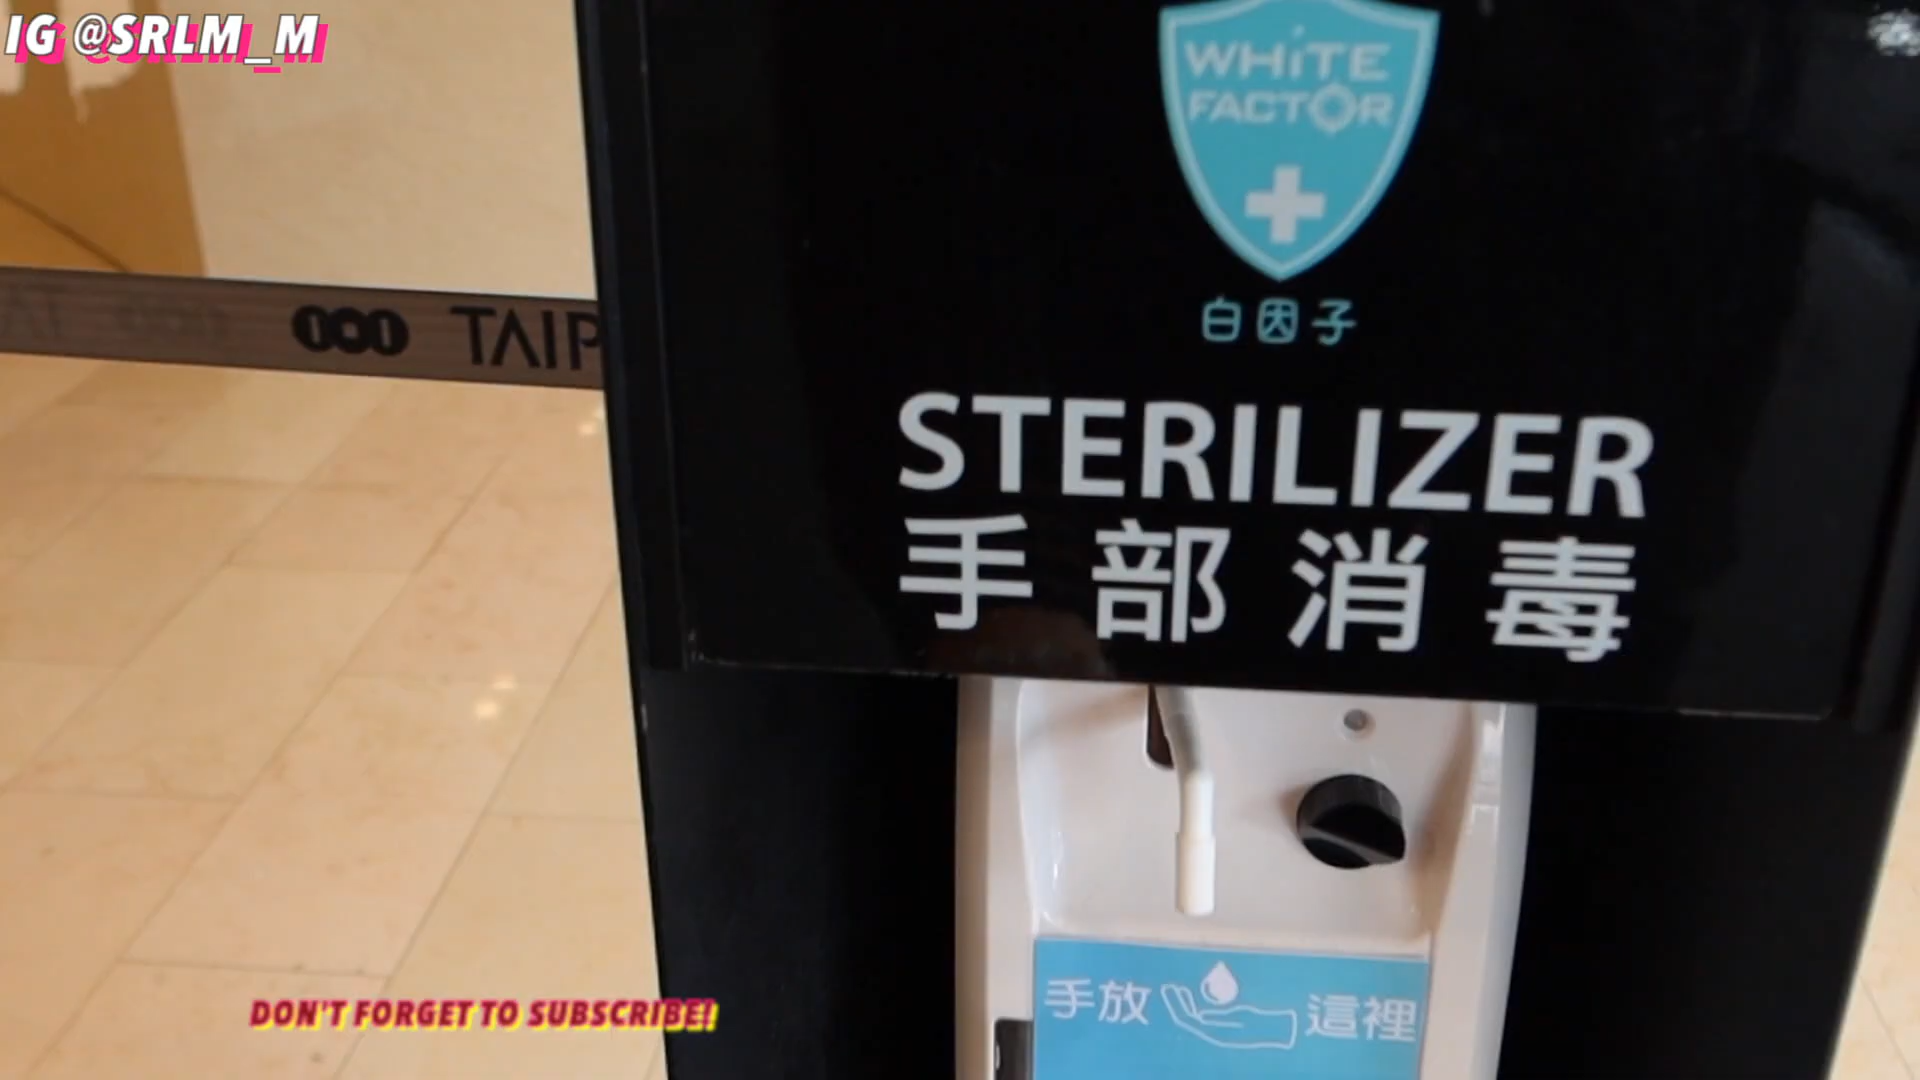 IG @SRLM_M
WHiTE
FACTOR
白因子
101 TAIP
STERILIZER
手部消毒
手放 這裡
DON'T FORGET TO SUBSCRIBE!